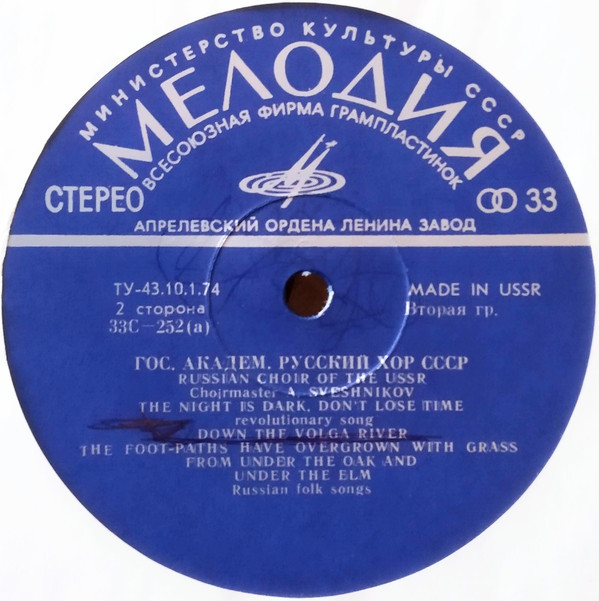 МИНИСТЕРСТВО КУЛЬТУРЫ СССР
МЕЛОДИЯ
ВСЕСОЮЗНАЯ ФИРМА ГРАМПЛАСТИНОК
СТЕРЕО 33
АПРЕЛЕВСКИЙ ОРДЕНА ЛЕНИНА ЗАВОД
ТУ-43.10.1.74 MADE IN USSR
2 сторона Вторая гр.
33С-252(а)
ГОС. АКАДЕМ. РУССКИЙ ХОР СССР
RUSSIAN CHOIR OF THE USSR
Choirmaster A. SVESHNIKOV
THE NIGHT IS DARK, DON'T LOSE TIME
revolutionary song
DOWN THE VOLGA RIVER
THE FOOT-PATHS HAVE OVERGROWN WITH GRASS
FROM UNDER THE OAK AND
UNDER THE ELM
Russian folk songs